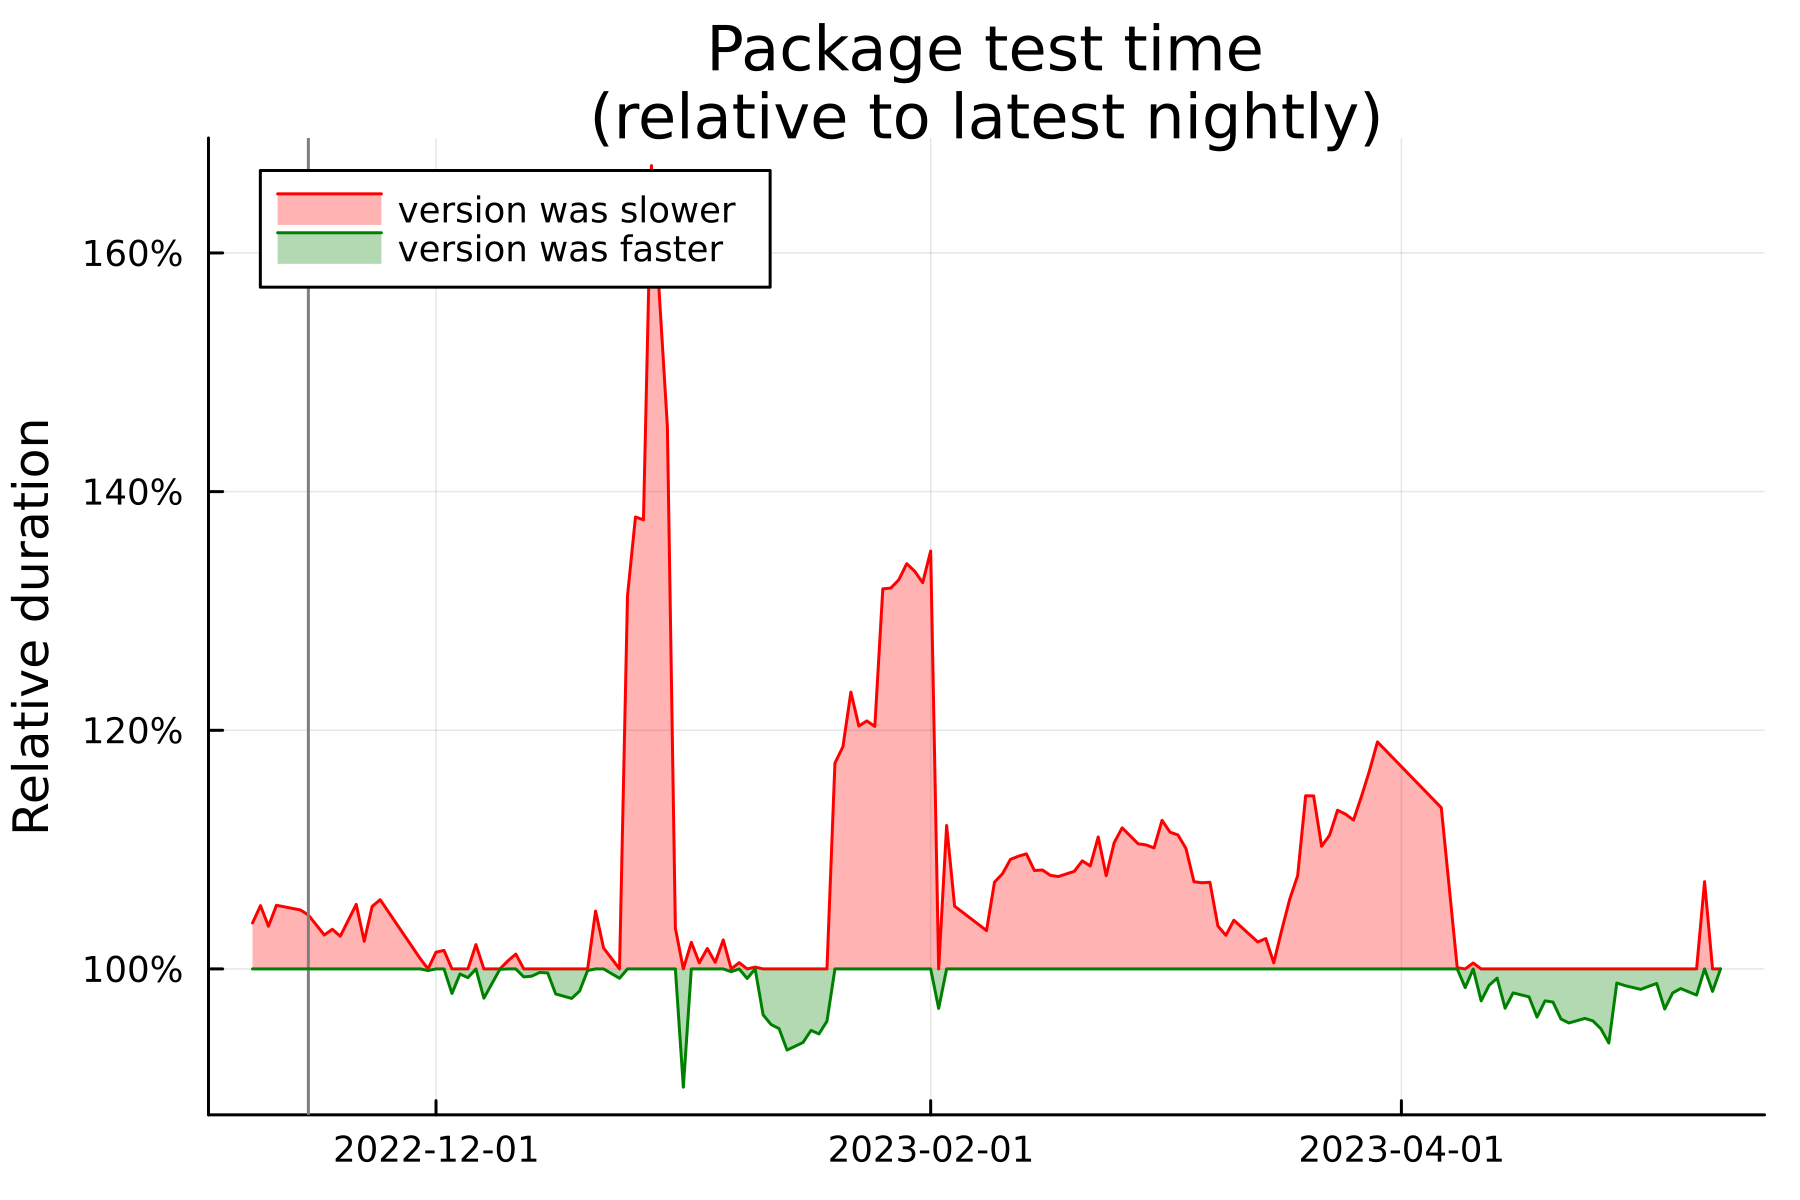 Package test time
(relative to latest nightly)
version was slower
version was faster
160%
140%
120%
100%
Relative duration
2022-12-01
2023-02-01
2023-04-01